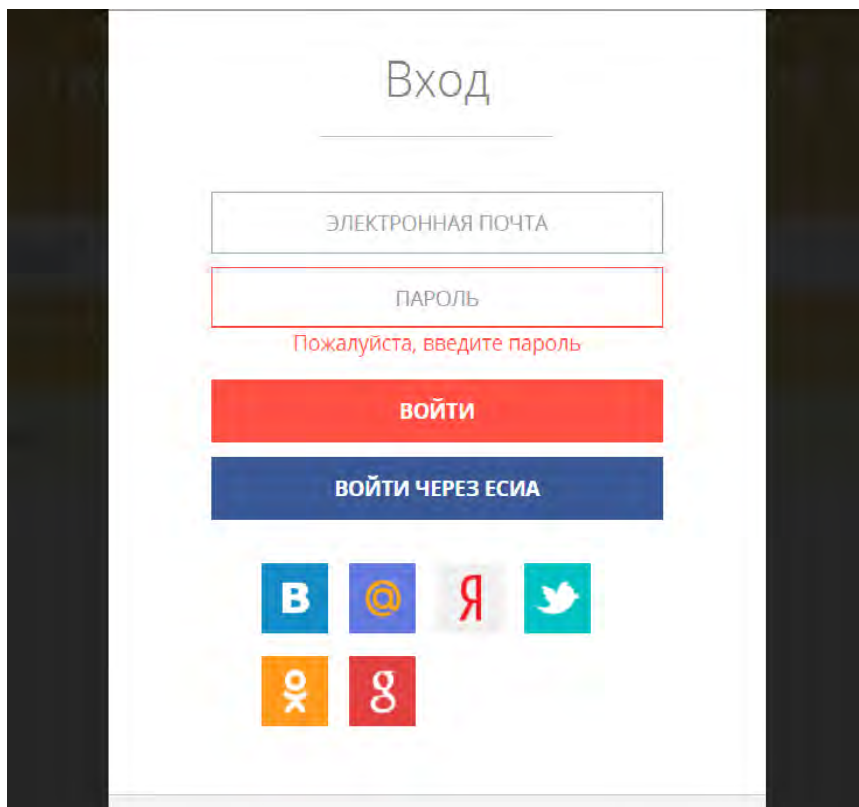 Вход
ЭЛЕКТРОННАЯ ПОЧТА
ПАРОЛЬ
Пожалуйста, введите пароль
ВОЙТИ
ВОЙТИ ЧЕРЕЗ ЕСИА
В @ Я
g